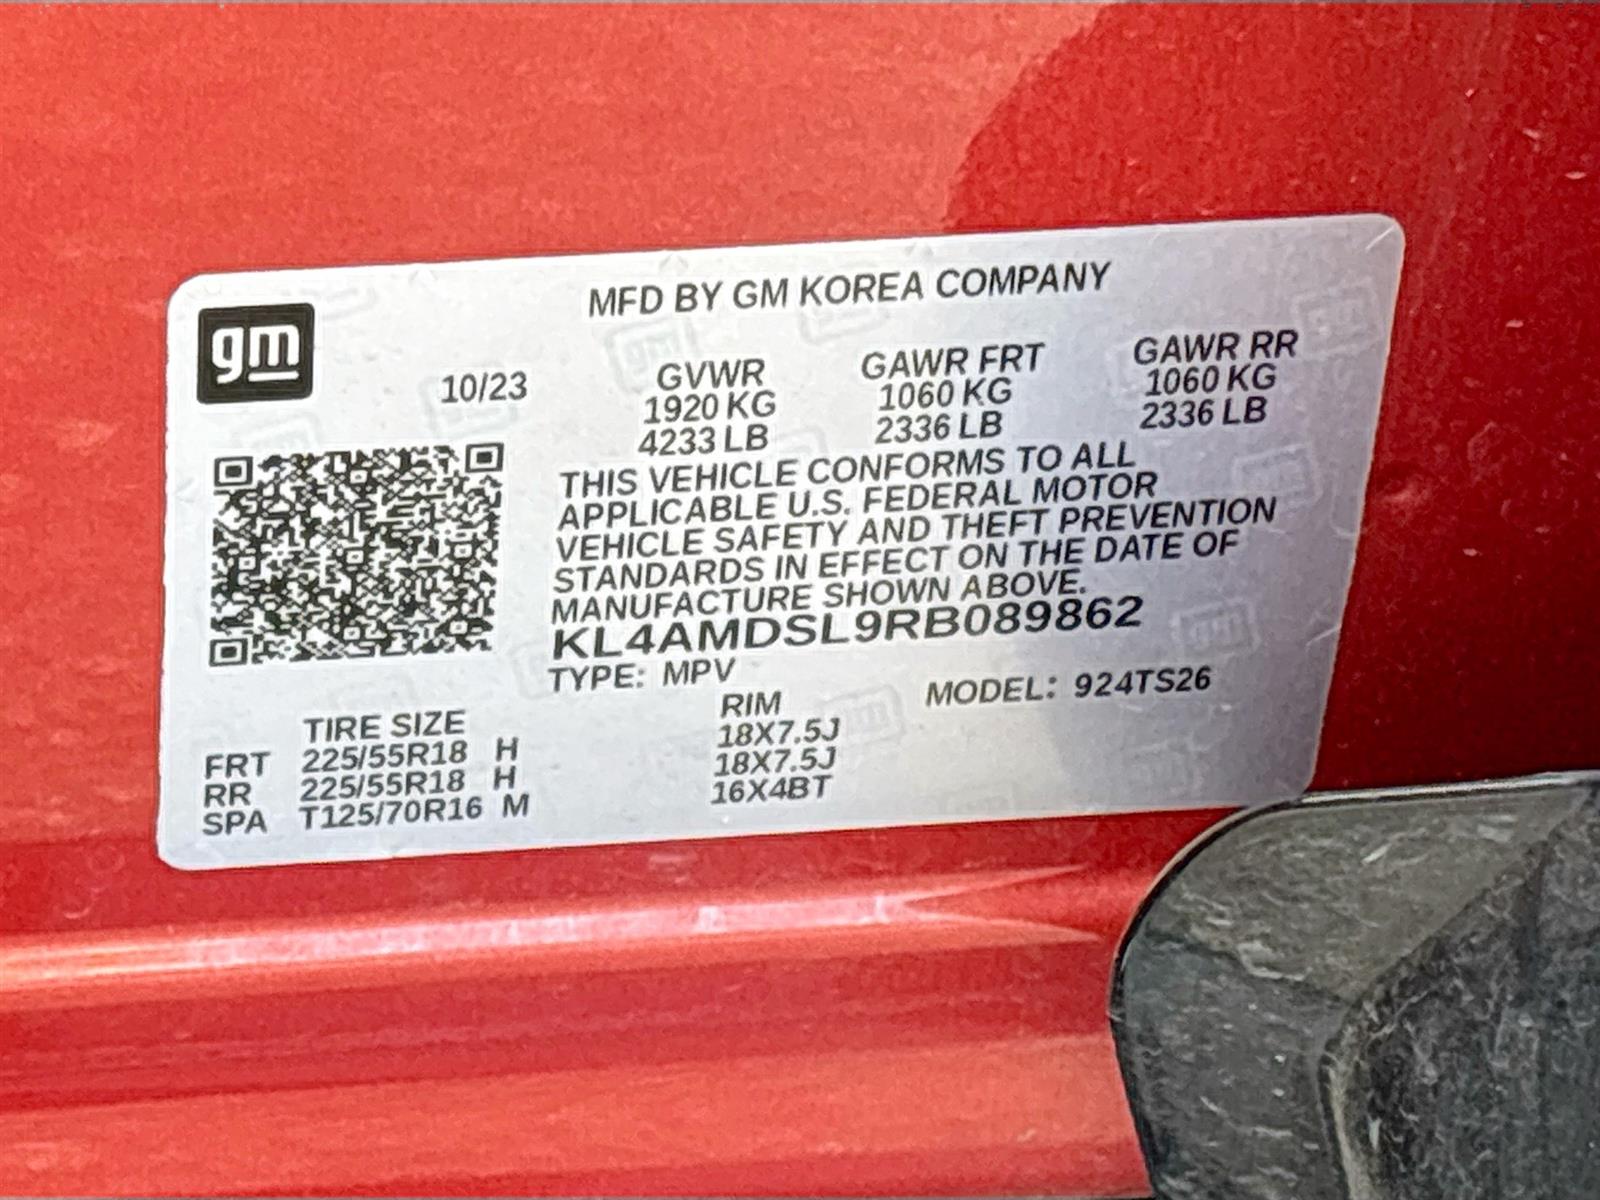 gm
MFD BY GM KOREA COMPANY
10/23
GVWR GAWR FRT GAWR RR
1920 KG 1060 KG 1060 KG
4233 LB 2336 LB 2336 LB
THIS VEHICLE CONFORMS TO ALL
APPLICABLE U.S. FEDERAL MOTOR
VEHICLE SAFETY AND THEFT PREVENTION
STANDARDS IN EFFECT ON THE DATE OF
MANUFACTURE SHOWN ABOVE.
KL4AMDSL9RB089862
TYPE: MPV MODEL: 924TS26
TIRE SIZE RIM
FRT 225/55R18 H 18X7.5J
RR 225/55R18 H 18X7.5J
SPA T125/70R16 M 16X4BT